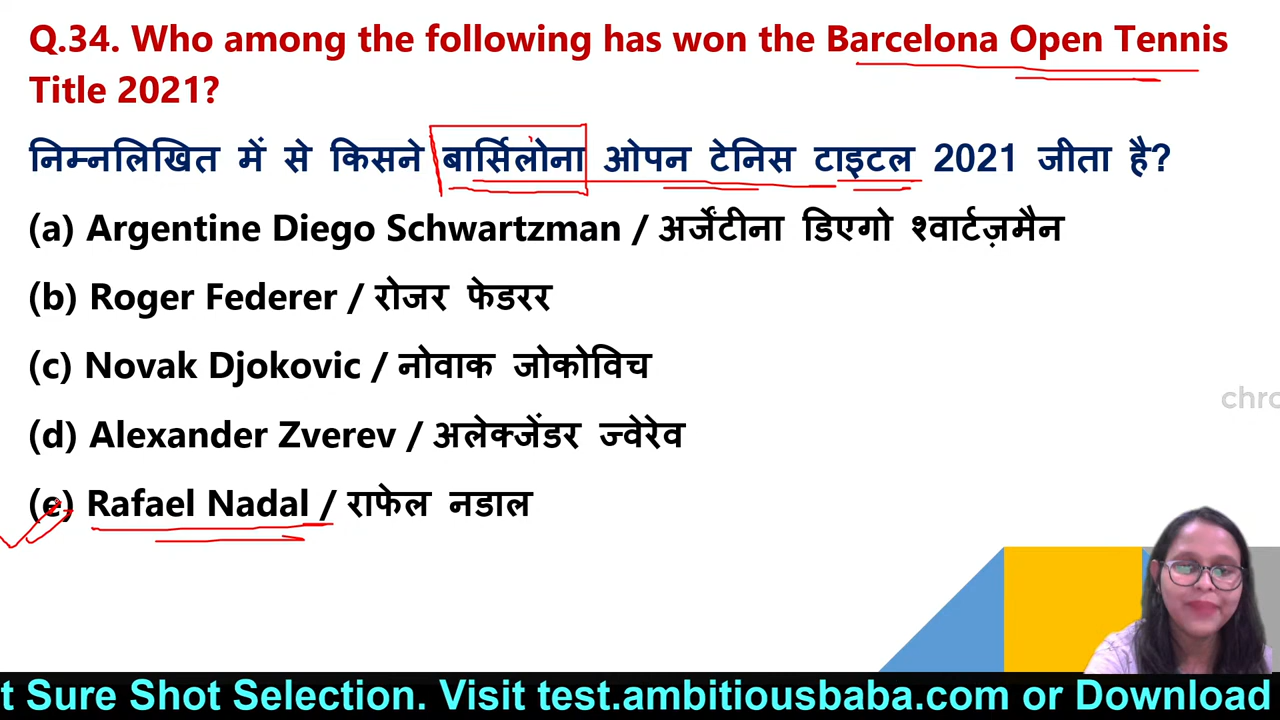 Q.34. Who among the following has won the Barcelona Open Tennis
Title 2021?
निम्नलिखित में से किसने बार्सिलोना ओपन टेनिस टाइटल 2021 जीता है?
(a) Argentine Diego Schwartzman / अर्जेंटीना डिएगो श्वार्टज़मैन
(b) Roger Federer / रोजर फेडरर
(c) Novak Djokovic / नोवाक जोकोविच
chro
(d) Alexander Zverev / अलेक्जेंडर ज्वेरेव
(e) Rafael Nadal / राफेल नडाल
t Sure Shot Selection. Visit test.ambitiousbaba.com or Download